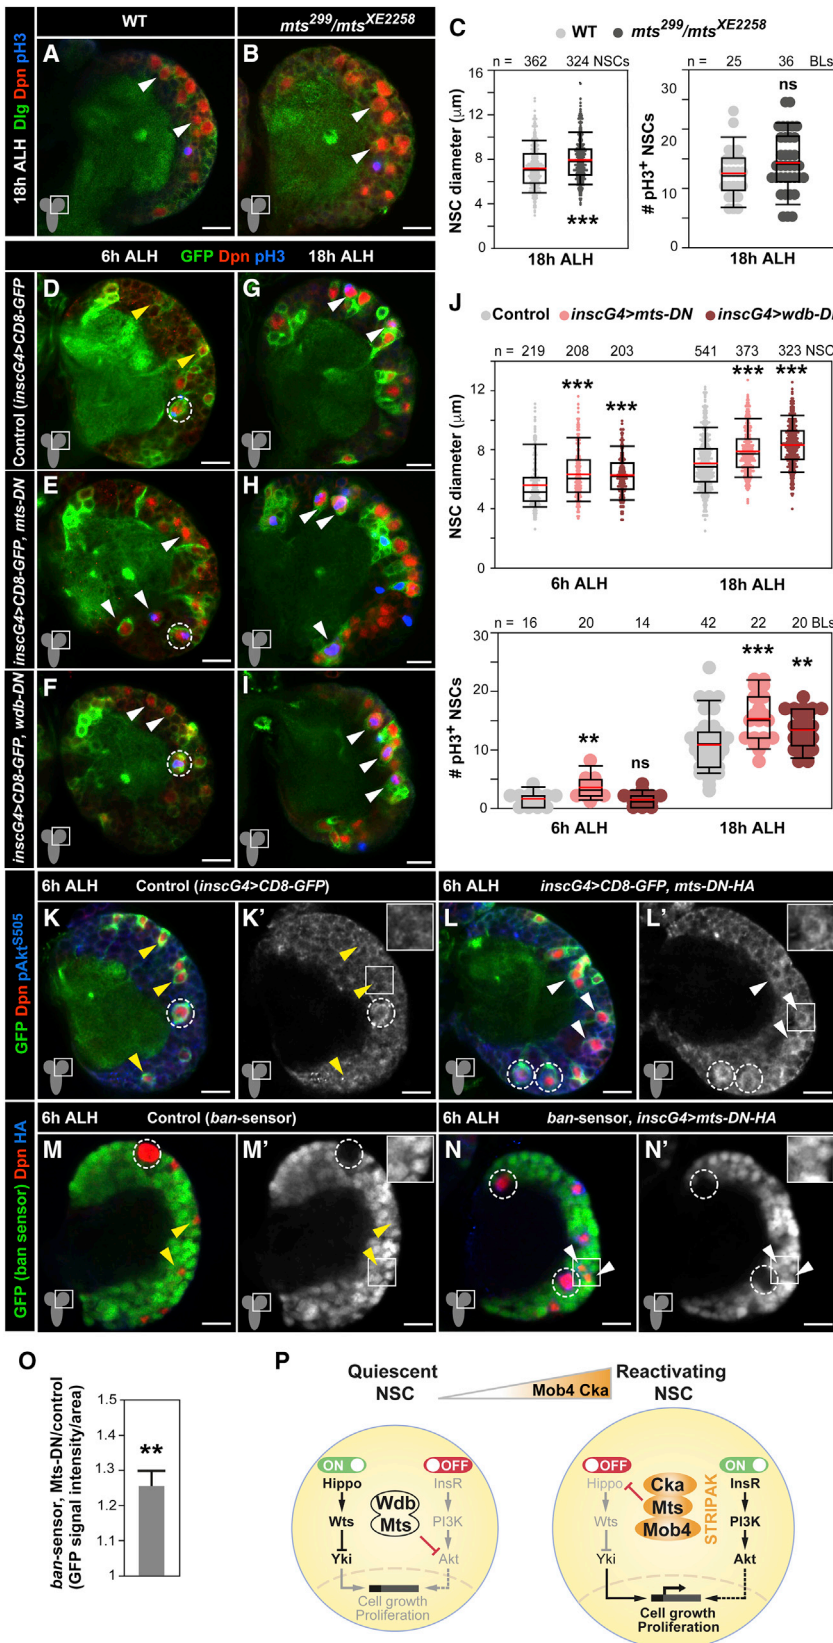 WT
mts299/mtsXE2258
18h ALH Dlg Dpn pH3
A
B
C
WT mts299/mtsXE2258
n = 362 324 NSCs
NSC diameter (µm)
16
12
8
4
0
***
18h ALH
n = 25 36 BLs
# pH3+ NSCs
30
20
10
0
ns
18h ALH
6h ALH GFP Dpn pH3 18h ALH
Control (inscG4>CD8-GFP)
D
G
inscG4>CD8-GFP, mts-DN
E
H
inscG4>CD8-GFP, wdb-DN
F
I
J
Control inscG4>mts-DN inscG4>wdb-D
n = 219 208 203 541 373 323 NSC
*** *** *** ***
NSC diameter (µm)
12
8
4
0
6h ALH 18h ALH
n = 16 20 14 42 22 20 BLs
# pH3+ NSCs
30
20
10
0
** ns *** **
6h ALH 18h ALH
GFP Dpn pAktS505
6h ALH Control (inscG4>CD8-GFP)
K
K'
6h ALH inscG4>CD8-GFP, mts-DN-HA
L
L'
GFP (ban sensor) Dpn HA
6h ALH Control (ban-sensor)
M
M'
6h ALH ban-sensor, inscG4>mts-DN-HA
N
N'
O
ban-sensor, Mts-DN/control
(GFP signal intensity/area)
1.5
1.4
1.3
1.2
1.1
1
**
P
Quiescent
NSC
Mob4 Cka
Reactivating
NSC
ON
Hippo
Wts
Yki
Wdb
Mts
OFF
InsR
PI3K
Akt
Cell growth
Proliferation
OFF
Hippo
Wts
Yki
Cka
Mts
Mob4
STRIPAK
ON
InsR
PI3K
Akt
Cell growth
Proliferation